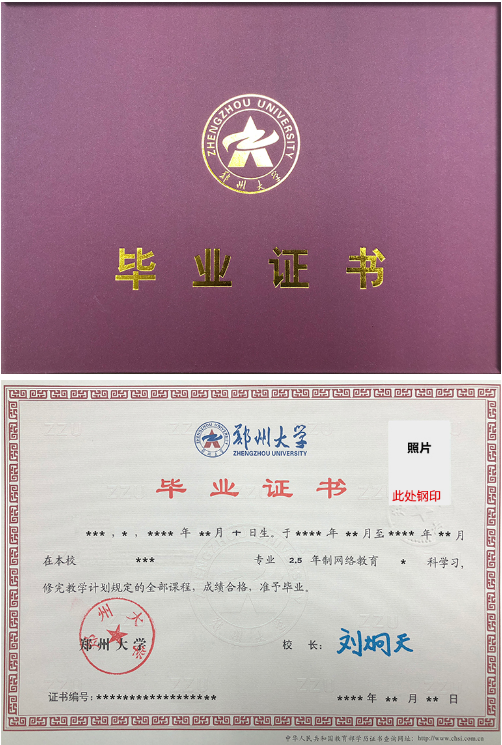 ZHENGZHOU UNIVERSITY
郑州大学
毕业证书
郑州大学
ZHENGZHOU UNIVERSITY
照片
此处钢印
毕业证书
***，*，****年 **月 十 日生。于****年 **月至****年 **月
在本校 *** 专业 2.5 年制网络教育 * 科学习，
修完教学计划规定的全部课程，成绩合格，准予毕业。
郑州大学
郑州大学
校 长：刘炯天
证书编号：******************
****年 ** 月 ** 日
中华人民共和国教育部学历证书查询网址：http://www.chsi.com.cn